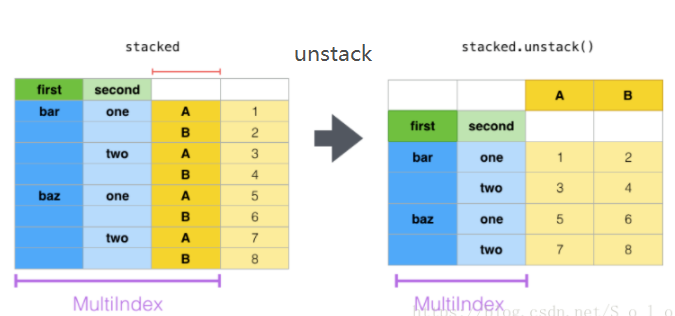 stacked
unstack
stacked.unstack()
first second
bar one A 1
B 2
two A 3
B 4
baz one A 5
B 6
two A 7
B 8
MultiIndex
A B
first second
bar one 1 2
two 3 4
baz one 5 6
two 7 8
MultiIndex
https://blog.csdn.net/S_o_l_o